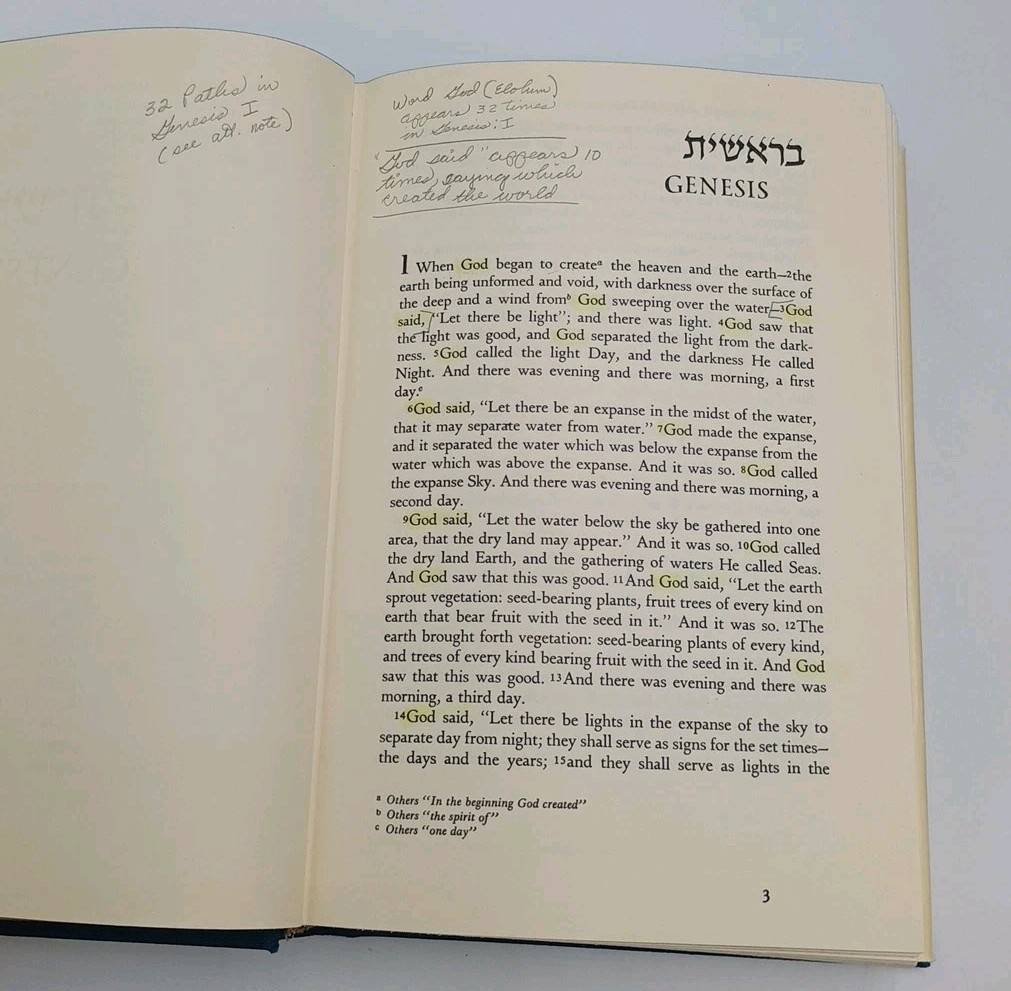 32 Paths in
Genesis I
(see att. note)
Word God (Elohim)
appears 32 times
in Genesis: I
"God said" appears 10
times, saying which
created the world
בראשית
GENESIS
1 When God began to createᵃ the heaven and the earth—²the
earth being unformed and void, with darkness over the surface of
the deep and a wind fromᵇ God sweeping over the water—³God
said, "Let there be light"; and there was light. ⁴God saw that
the light was good, and God separated the light from the dark-
ness. ⁵God called the light Day, and the darkness He called
Night. And there was evening and there was morning, a first
day.ᶜ
⁶God said, "Let there be an expanse in the midst of the water,
that it may separate water from water." ⁷God made the expanse,
and it separated the water which was below the expanse from the
water which was above the expanse. And it was so. ⁸God called
the expanse Sky. And there was evening and there was morning, a
second day.
⁹God said, "Let the water below the sky be gathered into one
area, that the dry land may appear." And it was so. ¹⁰God called
the dry land Earth, and the gathering of waters He called Seas.
And God saw that this was good. ¹¹And God said, "Let the earth
sprout vegetation: seed-bearing plants, fruit trees of every kind on
earth that bear fruit with the seed in it." And it was so. ¹²The
earth brought forth vegetation: seed-bearing plants of every kind,
and trees of every kind bearing fruit with the seed in it. And God
saw that this was good. ¹³And there was evening and there was
morning, a third day.
¹⁴God said, "Let there be lights in the expanse of the sky to
separate day from night; they shall serve as signs for the set times—
the days and the years; ¹⁵and they shall serve as lights in the
ᵃ Others "In the beginning God created"
ᵇ Others "the spirit of"
ᶜ Others "one day"
3